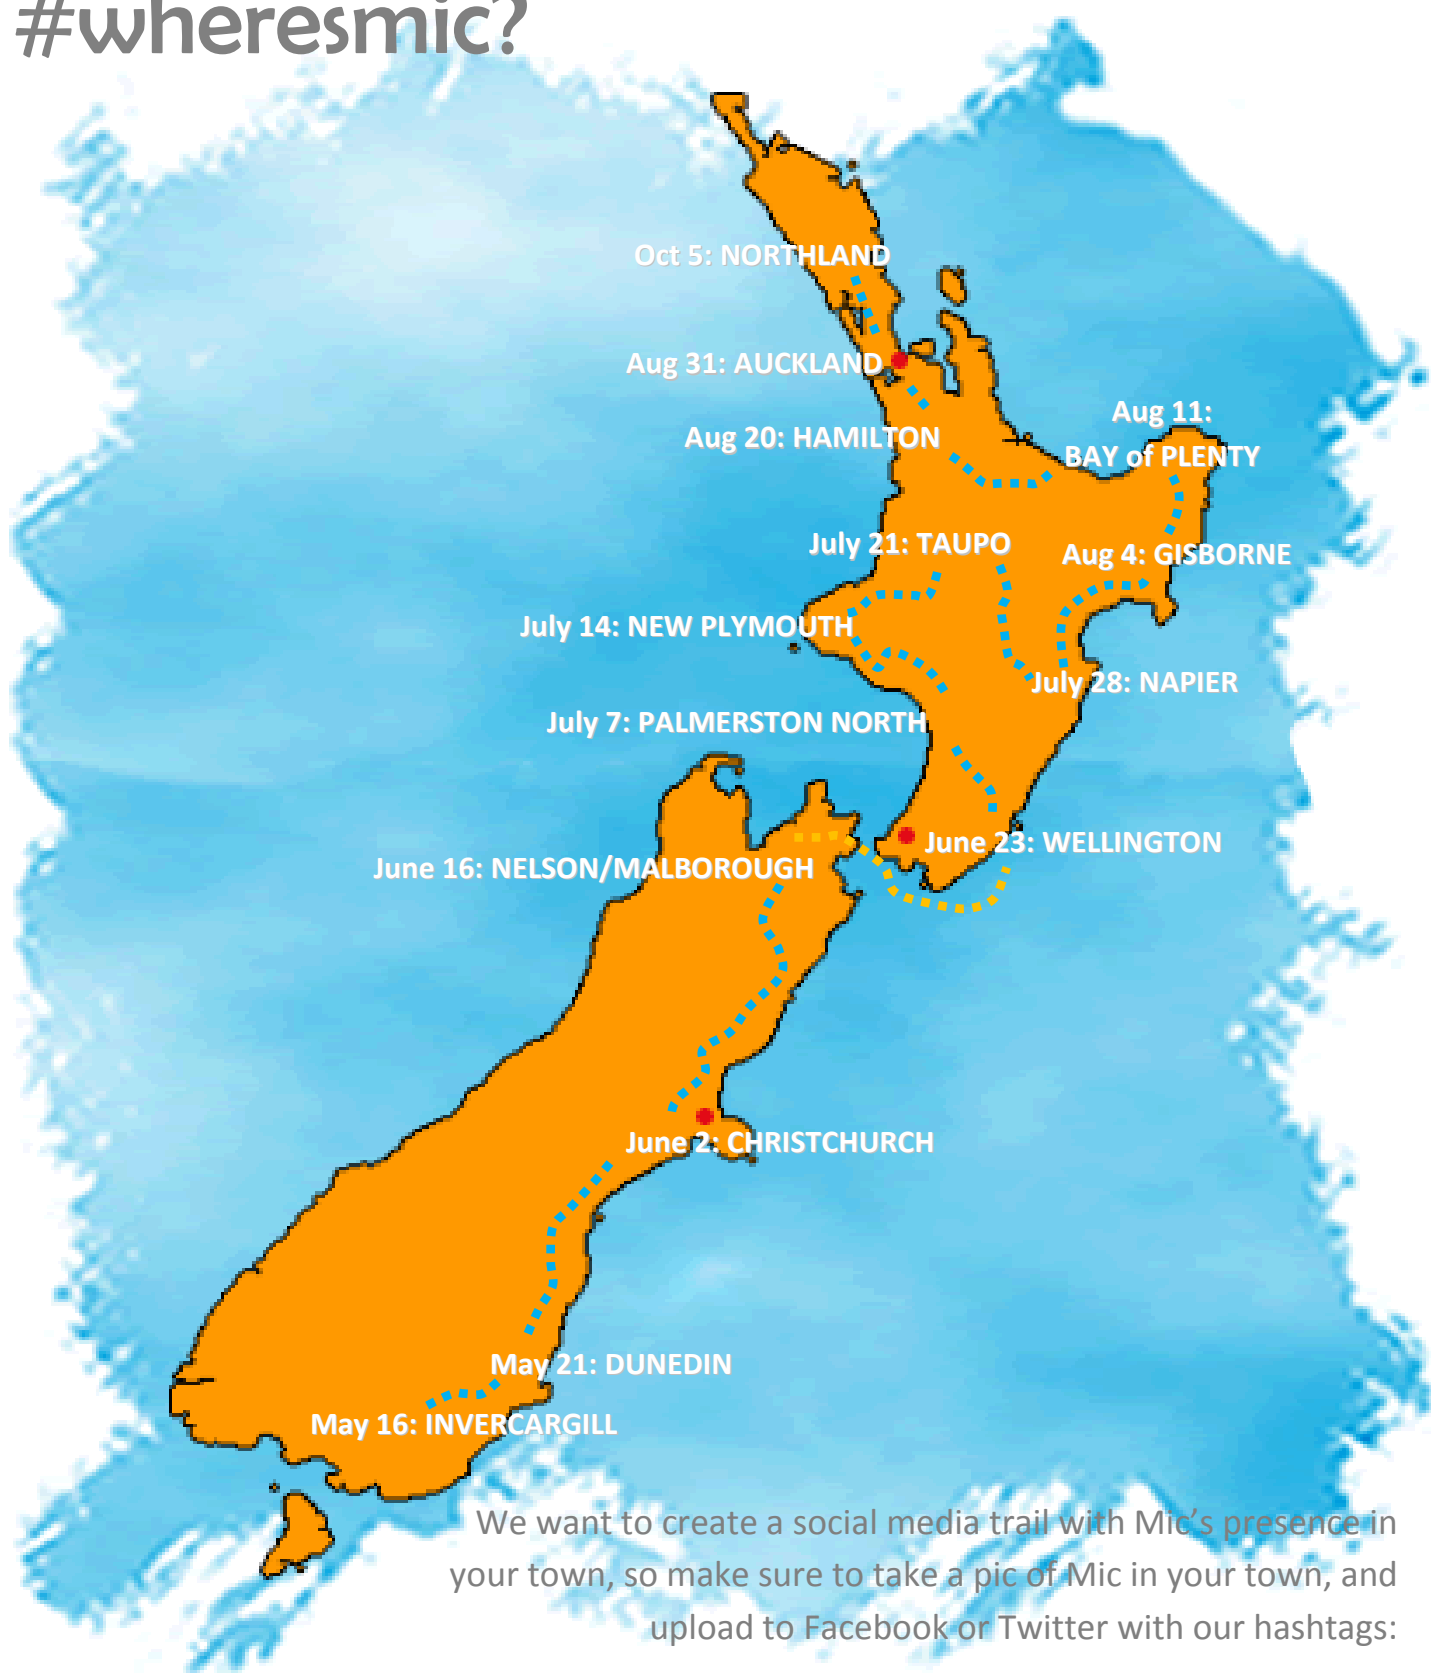 #wheresmic?
Oct 5: NORTHLAND
Aug 31: AUCKLAND
Aug 11:
Aug 20: HAMILTON
BAY of PLENTY
July 21: TAUPO
Aug 4: GISBORNE
July 14: NEW PLYMOUTH
July 28: NAPIER
July 7: PALMERSTON NORTH
June 23: WELLINGTON
June 16: NELSON/MALBOROUGH
June 2: CHRISTCHURCH
May 21: DUNEDIN
May 16: INVERCARGILL
We want to create a social media trail with Mic's presence in
your town, so make sure to take a pic of Mic in your town, and
upload to Facebook or Twitter with our hashtags: